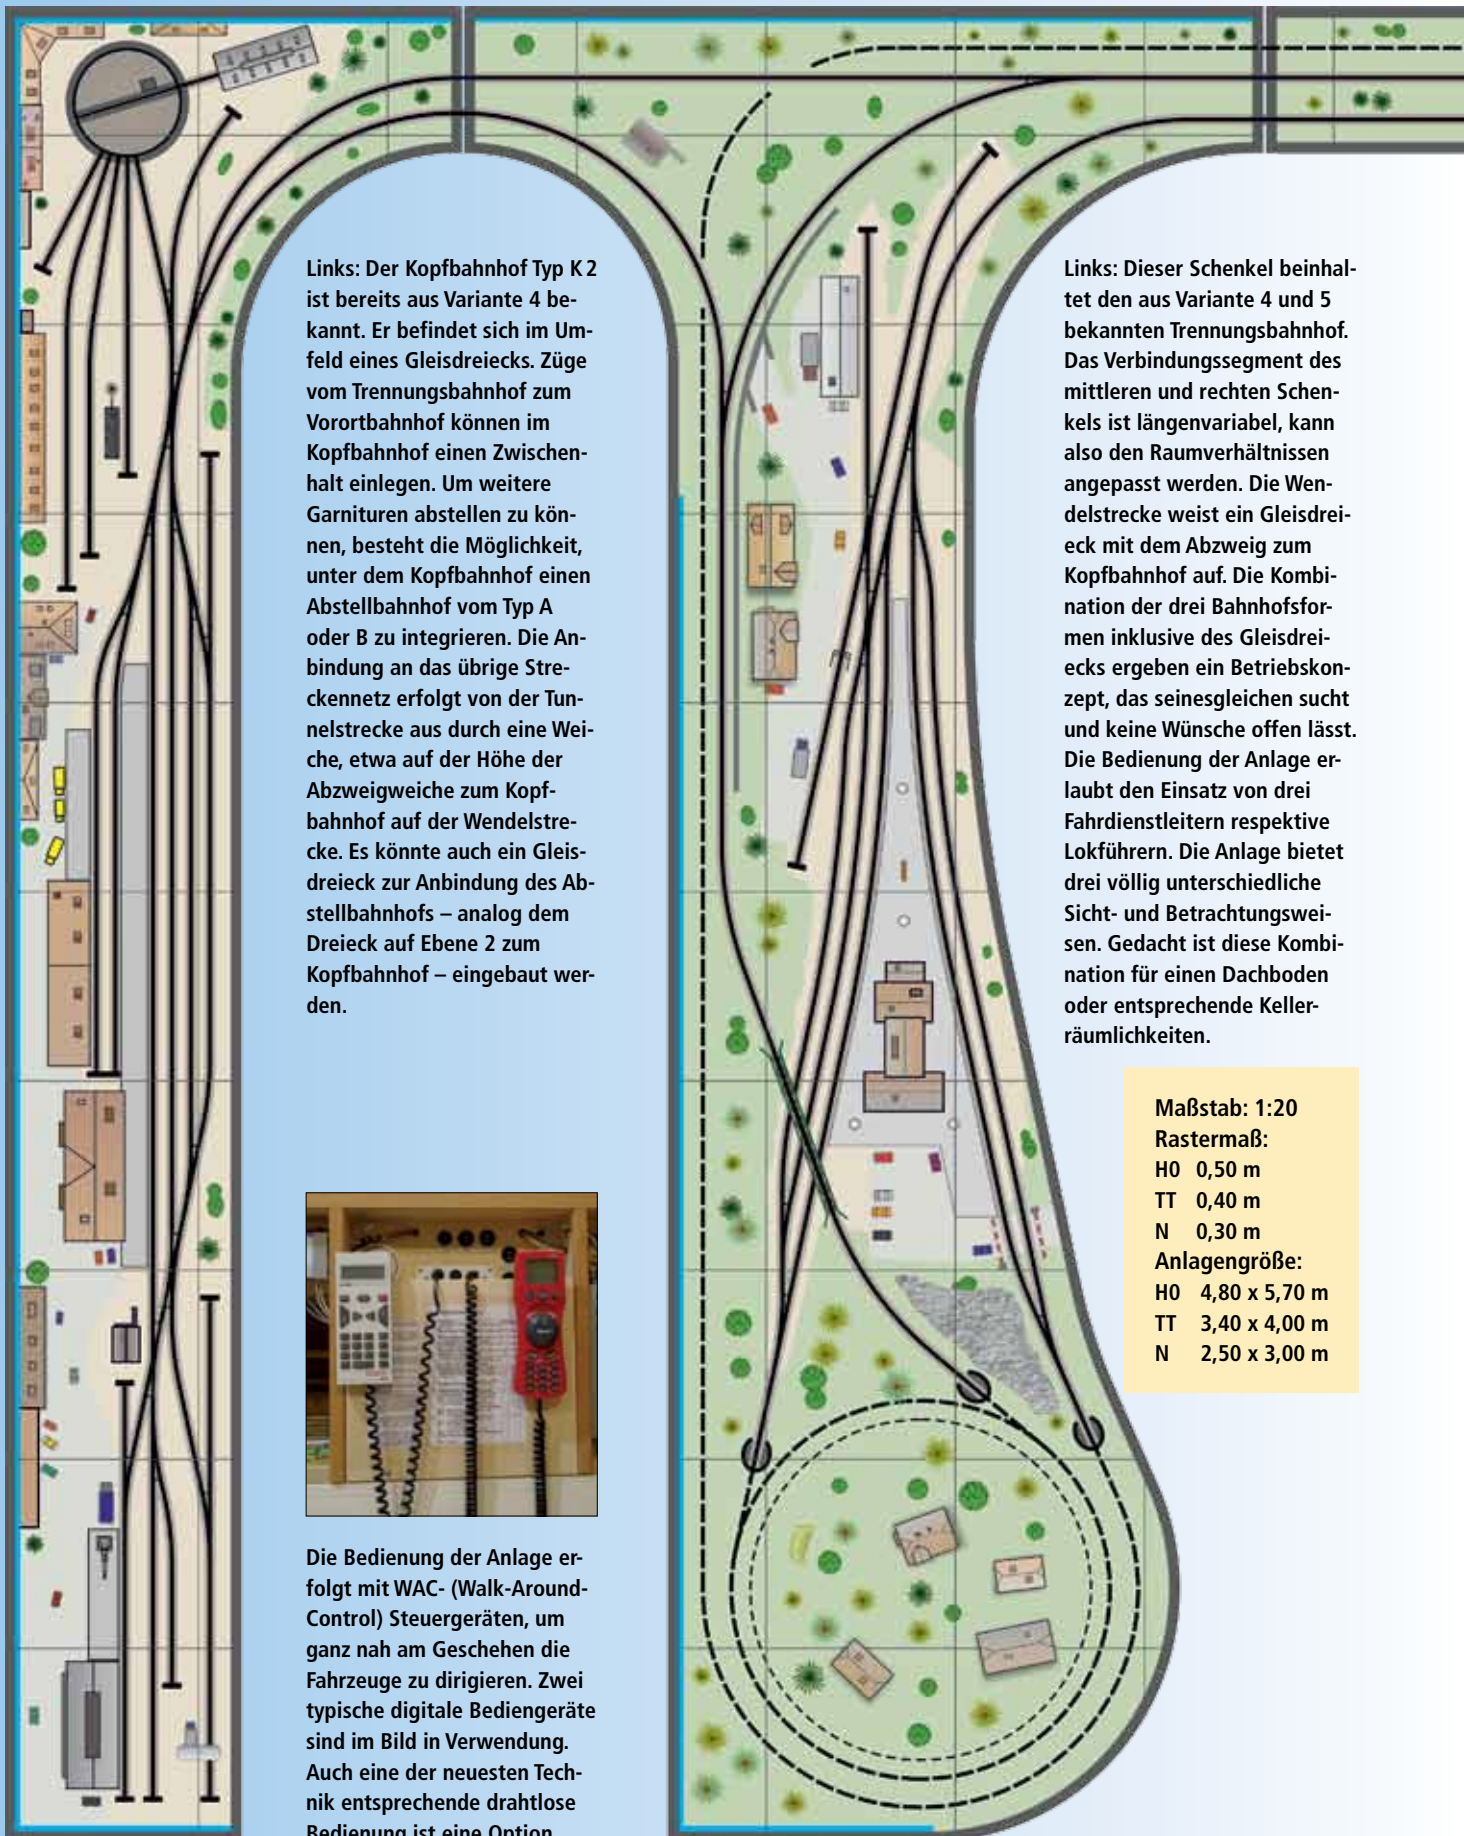 Links: Der Kopfbahnhof Typ K 2
ist bereits aus Variante 4 be-
kannt. Er befindet sich im Um-
feld eines Gleisdreiecks. Züge
vom Trennungsbahnhof zum
Vorortbahnhof können im
Kopfbahnhof einen Zwischen-
halt einlegen. Um weitere
Garnituren abstellen zu kön-
nen, besteht die Möglichkeit,
unter dem Kopfbahnhof einen
Abstellbahnhof vom Typ A
oder B zu integrieren. Die An-
bindung an das übrige Stre-
ckennetz erfolgt von der Tun-
nelstrecke aus durch eine Wei-
che, etwa auf der Höhe der
Abzweigweiche zum Kopf-
bahnhof auf der Wendelstre-
cke. Es könnte auch ein Gleis-
dreieck zur Anbindung des Ab-
stellbahnhofs – analog dem
Dreieck auf Ebene 2 zum
Kopfbahnhof – eingebaut wer-
den.
Die Bedienung der Anlage er-
folgt mit WAC- (Walk-Around-
Control) Steuergeräten, um
ganz nah am Geschehen die
Fahrzeuge zu dirigieren. Zwei
typische digitale Bediengeräte
sind im Bild in Verwendung.
Auch eine der neuesten Tech-
nik entsprechende drahtlose
Bedienung ist eine Option.
Links: Dieser Schenkel beinhal-
tet den aus Variante 4 und 5
bekannten Trennungsbahnhof.
Das Verbindungssegment des
mittleren und rechten Schen-
kels ist längenvariabel, kann
also den Raumverhältnissen
angepasst werden. Die Wen-
delstrecke weist ein Gleisdrei-
eck mit dem Abzweig zum
Kopfbahnhof auf. Die Kombi-
nation der drei Bahnhofsfor-
men inklusive des Gleisdrei-
ecks ergeben ein Betriebskon-
zept, das seinesgleichen sucht
und keine Wünsche offen lässt.
Die Bedienung der Anlage er-
laubt den Einsatz von drei
Fahrdienstleitern respektive
Lokführern. Die Anlage bietet
drei völlig unterschiedliche
Sicht- und Betrachtungswei-
sen. Gedacht ist diese Kombi-
nation für einen Dachboden
oder entsprechende Keller-
räumlichkeiten.
Maßstab: 1:20
Rastermaß:
H0 0,50 m
TT 0,40 m
N 0,30 m
Anlagengröße:
H0 4,80 x 5,70 m
TT 3,40 x 4,00 m
N 2,50 x 3,00 m